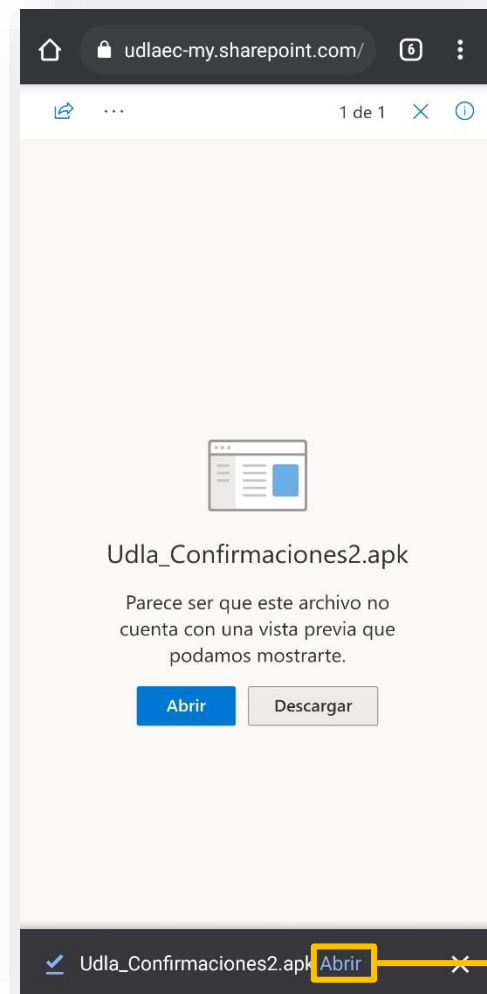 udlaec-my.sharepoint.com/ 6
... 1 de 1
Udla_Confirmaciones2.apk
Parece ser que este archivo no
cuenta con una vista previa que
podamos mostrarte.
Abrir Descargar
Udla_Confirmaciones2.apk Abrir